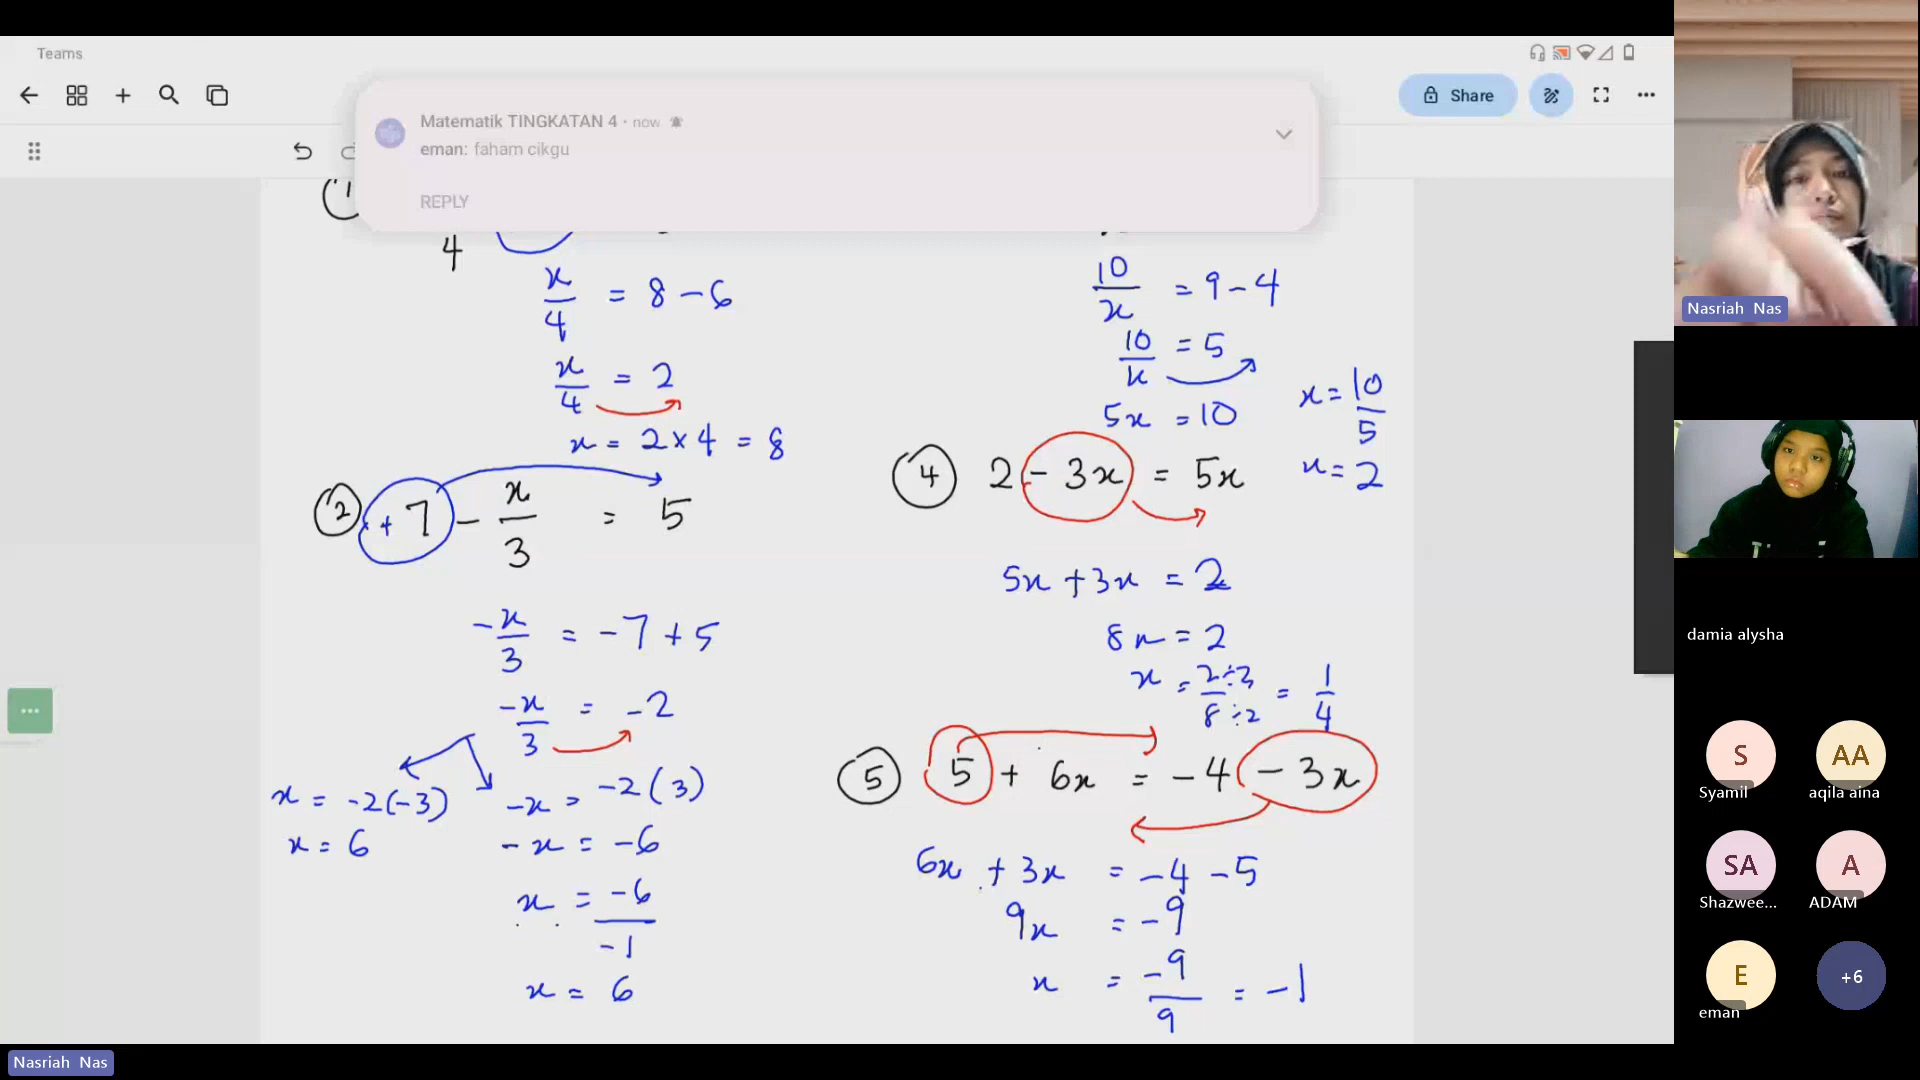 Teams
Share
Matematik TINGKATAN 4 • now
eman: faham cikgu
REPLY
1
4
x/4 = 8 - 6
x/4 = 2
x = 2 × 4 = 8
2 +7 - x/3 = 5
-x/3 = -7 + 5
-x/3 = -2
x = -2(-3)
x = 6
-x = -2(3)
-x = -6
x = -6/-1
x = 6
10/x = 9 - 4
10/x = 5
5x = 10
x = 10/5
x = 2
4 2 - 3x = 5x
5x + 3x = 2
8x = 2
x = 2÷2/8÷2 = 1/4
5 5 + 6x = -4 - 3x
6x + 3x = -4 - 5
9x = -9
x = -9/9 = -1
Nasriah Nas
damia alysha
S
Syamil
AA
aqila aina
SA
Shazwee...
A
ADAM
E
eman
+6
Nasriah Nas